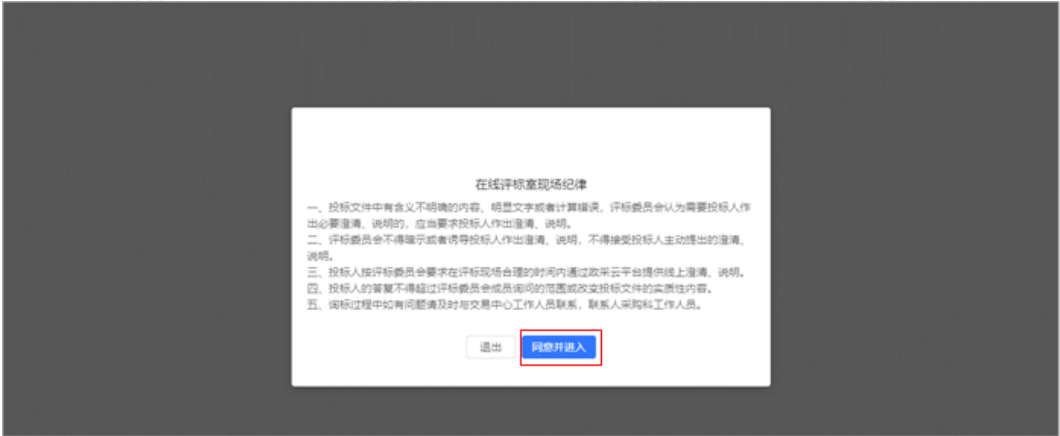 在线评标室现场纪律
一、投标文件中有含义不明确的内容、明显文字或者计算错误，评标委员会认为需要投标人作
出必要澄清、说明的，应当要求投标人作出澄清、说明。
二、评标委员会不得暗示或者诱导投标人作出澄清、说明，不得接受投标人主动提出的澄清、
说明。
三、投标人按评标委员会要求在评标现场合理的时间内通过政采云平台提供线上澄清、说明。
四、投标人的答复不得超过评标委员会成员询问的范围或改变投标文件的实质性内容。
五、询标过程中如有问题请及时与交易中心工作人员联系，联系人采购科工作人员。
退出
同意并进入